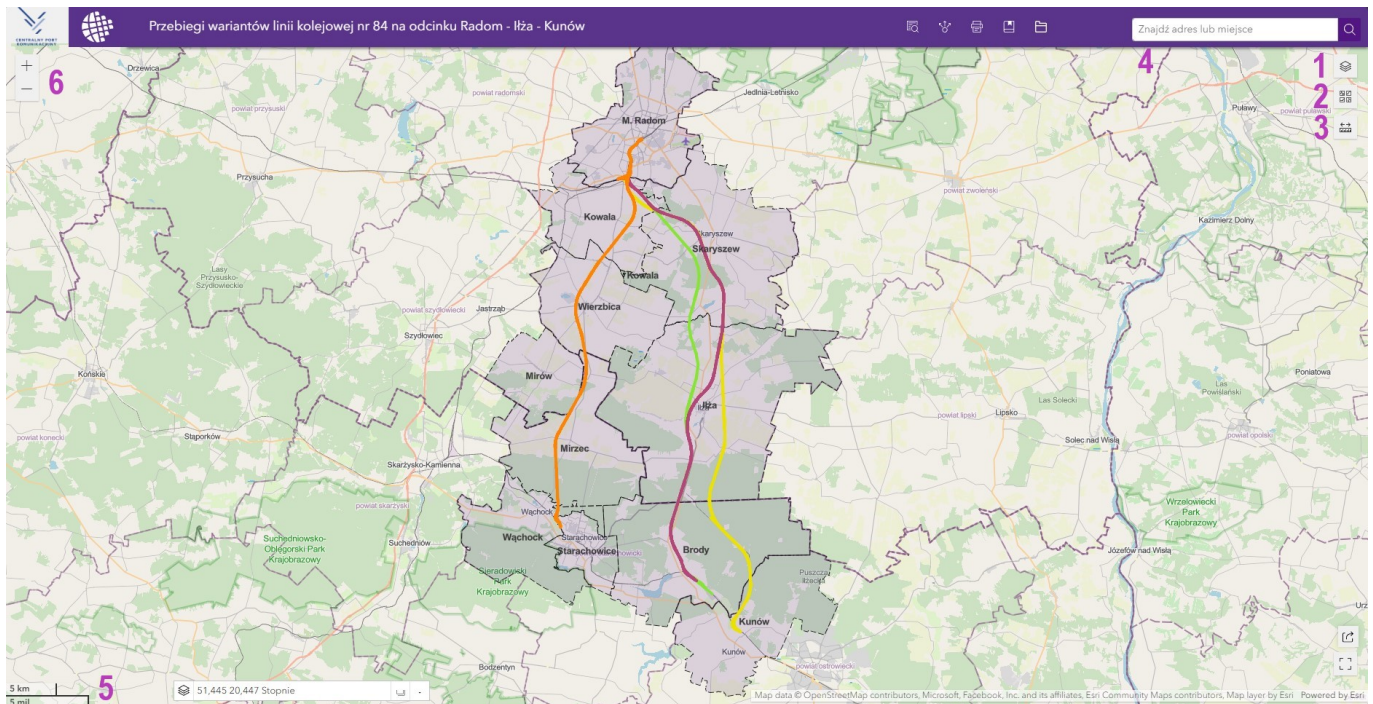 CENTRALNY PORT
KOMUNIKACYJNY
Przebiegi wariantów linii kolejowej nr 84 na odcinku Radom - Iłża - Kunów
Znajdź adres lub miejsce
+
−
6
4
1
2
3
Drzewica
powiat przysuski
powiat radomski
Jedlnia-Letnisko
Puławy
powiat puławski
M. Radom
Przysucha
powiat zwoleński
Kazimierz Dolny
Kowala
Skaryszew
Skaryszew
Lasy
Przysusko-
Szydłowieckie
Kowala
powiat szydłowiecki
Jastrząb
Wierzbica
Szydłowiec
Końskie
Mirów
Poniatowa
Las
Powiślański
Las Solecki
Iłża
Iłża
powiat lipski
Lipsko
powiat konecki
Stąporków
Solec nad Wisłą
powiat opolski
Mirzec
Skarżysko-Kamienna
powiat skarżyski
Wąchock
Wrzelowiecki
Park
Krajobrazowy
Suchedniowsko-
Oblęgorski Park
Krajobrazowy
Suchedniów
Wąchock
Starachowice
Starachowice
Brody
Józefów nad Wisłą
Sieradowski
Park
Krajobrazowy
Puszcza
Iłżecka
Kunów
Kunów
Bodzentyn
powiat ostrowiecki
Urz
5 km
5 mil
5
51,445 20,447 Stopnie
Map data © OpenStreetMap contributors, Microsoft, Facebook, Inc. and its affiliates, Esri Community Maps contributors, Map layer by Esri
Powered by Esri